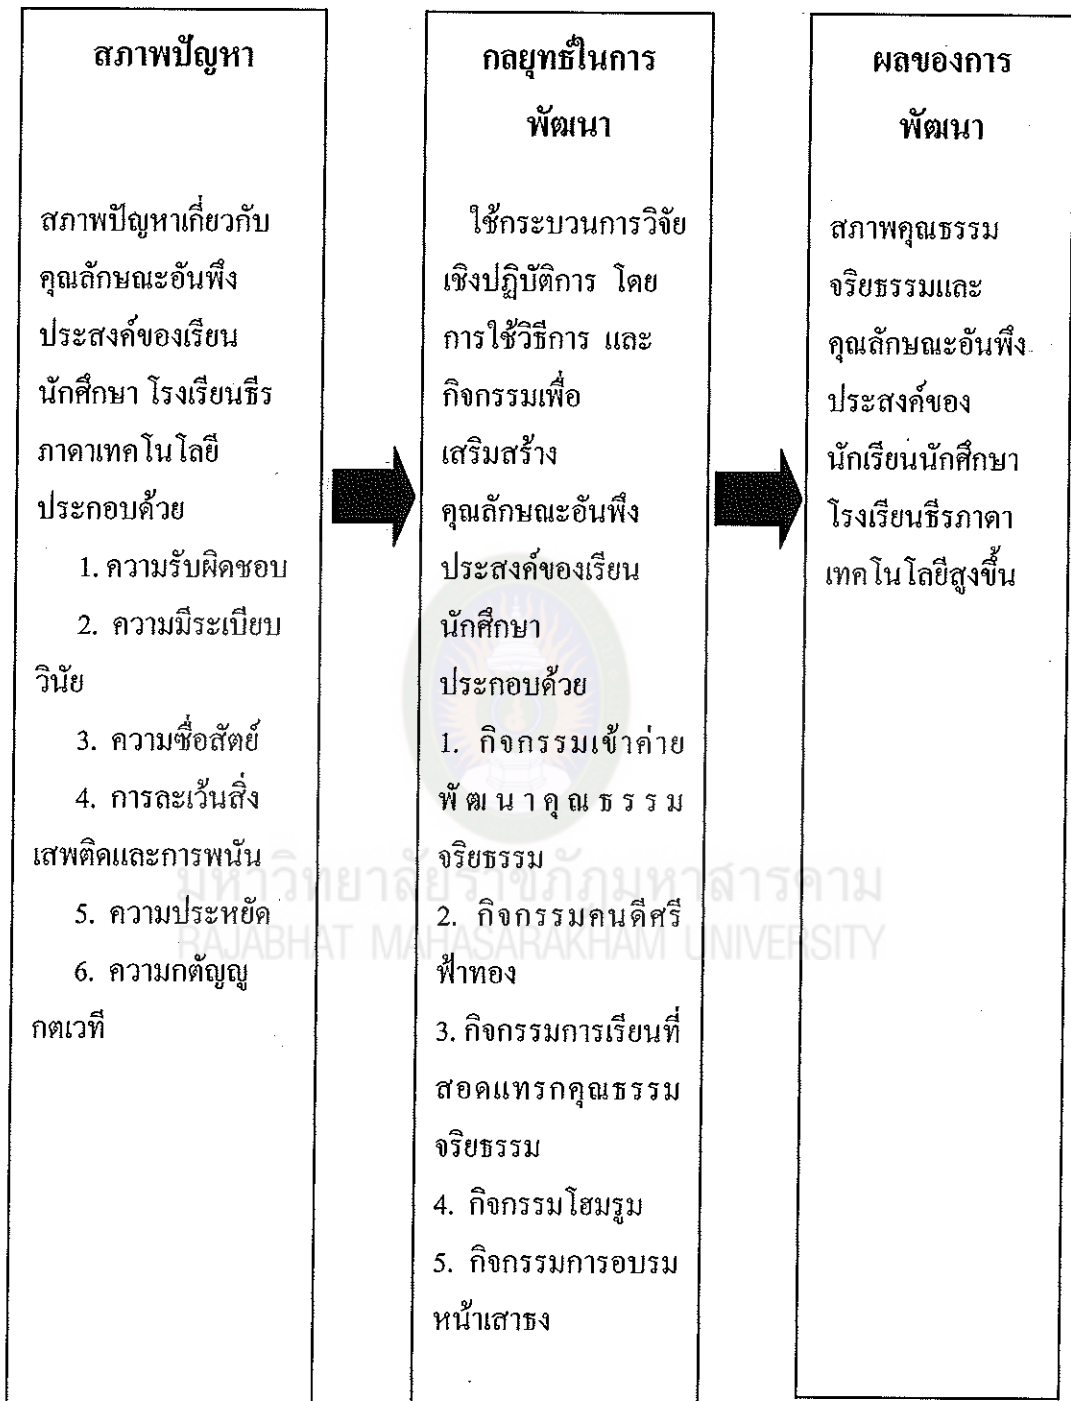 สภาพปัญหา
สภาพปัญหาเกี่ยวกับ
คุณลักษณะอันพึง
ประสงค์ของเรียน
นักศึกษา โรงเรียนธีร
ภาดาเทคโนโลยี
ประกอบด้วย
1. ความรับผิดชอบ
2. ความมีระเบียบ
วินัย
3. ความซื่อสัตย์
4. การละเว้นสิ่ง
เสพติดและการพนัน
5. ความประหยัด
6. ความกตัญญู
กตเวที
กลยุทธ์ในการ
พัฒนา
ใช้กระบวนการวิจัย
เชิงปฏิบัติการ โดย
การใช้วิธีการ และ
กิจกรรมเพื่อ
เสริมสร้าง
คุณลักษณะอันพึง
ประสงค์ของเรียน
นักศึกษา
ประกอบด้วย
1. กิจกรรมเข้าค่าย
พัฒนาคุณธรรม
จริยธรรม
2. กิจกรรมคนดีศรี
ฟ้าทอง
3. กิจกรรมการเรียนที่
สอดแทรกคุณธรรม
จริยธรรม
4. กิจกรรมโฮมรูม
5. กิจกรรมการอบรม
หน้าเสาธง
ผลของการ
พัฒนา
สภาพคุณธรรม
จริยธรรมและ
คุณลักษณะอันพึง
ประสงค์ของ
นักเรียนนักศึกษา
โรงเรียนธีรภาดา
เทคโนโลยีสูงขึ้น
มหาวิทยาลัยราชภัฏมหาสารคาม
RAJABHAT MAHASARAKHAM UNIVERSITY